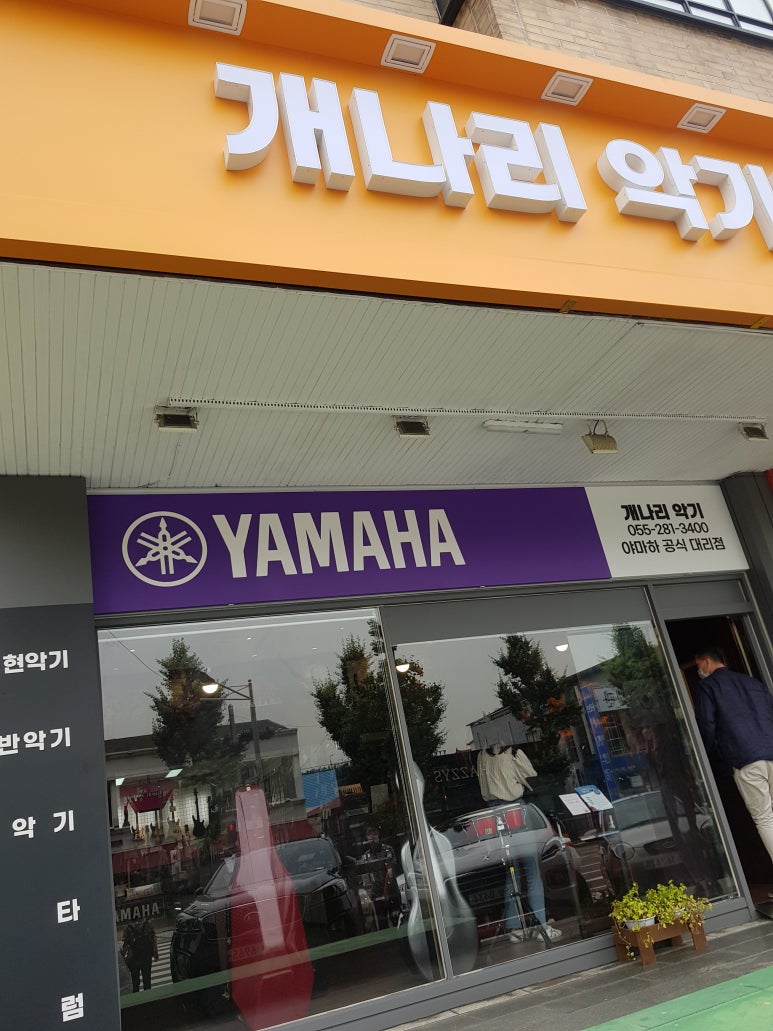 개나리 악기
YAMAHA
개나리 악기
055-281-3400
야마하 공식 대리점
현악기
반악기
악 기
타
럼